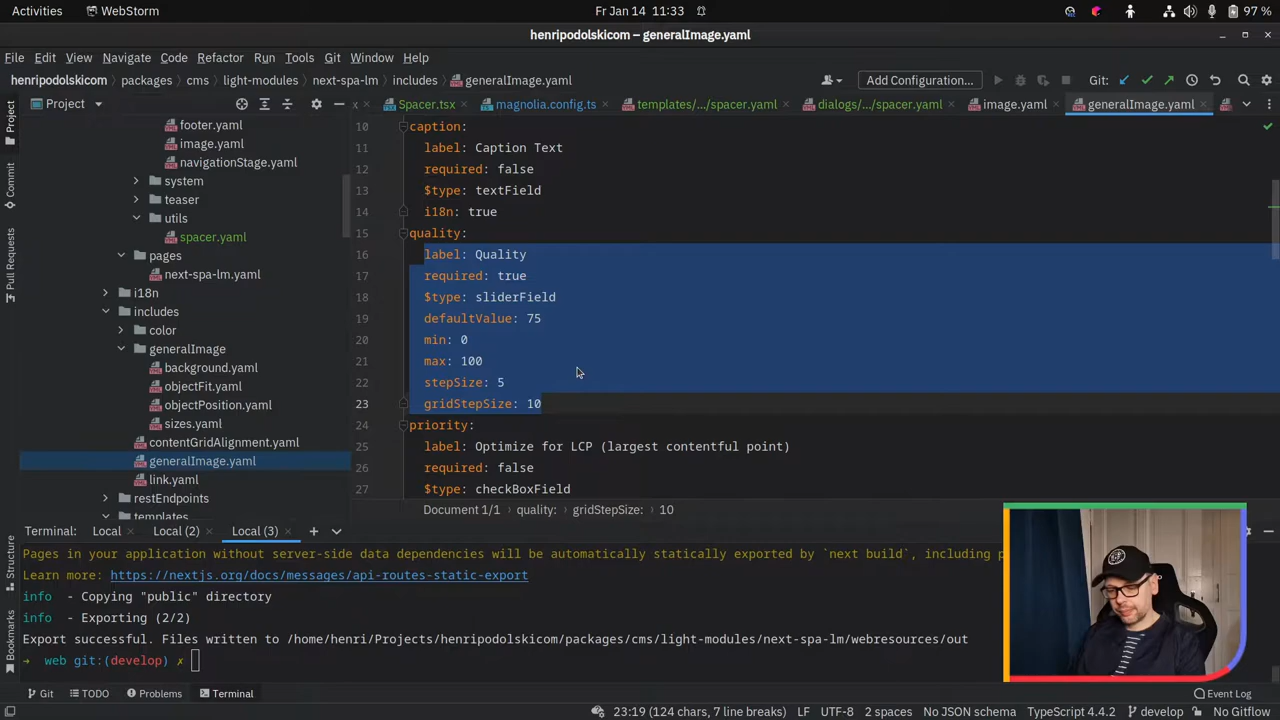 Activities WebStorm Fri Jan 14 11:33 97 %
henripodolskicom – generalImage.yaml
File Edit View Navigate Code Refactor Run Tools Git Window Help
henripodolskicom packages cms light-modules next-spa-lm includes generalImage.yaml Add Configuration... Git:
Project
Spacer.tsx magnolia.config.ts templates/.../spacer.yaml dialogs/.../spacer.yaml image.yaml generalImage.yaml
Project
Commit
Pull Requests
Structure
Bookmarks
footer.yaml
image.yaml
navigationStage.yaml
system
teaser
utils
spacer.yaml
pages
next-spa-lm.yaml
i18n
includes
color
generalImage
background.yaml
objectFit.yaml
objectPosition.yaml
sizes.yaml
contentGridAlignment.yaml
generalImage.yaml
link.yaml
restEndpoints
templates
10 caption:
11 label: Caption Text
12 required: false
13 $type: textField
14 i18n: true
15 quality:
16 label: Quality
17 required: true
18 $type: sliderField
19 defaultValue: 75
20 min: 0
21 max: 100
22 stepSize: 5
23 gridStepSize: 10
24 priority:
25 label: Optimize for LCP (largest contentful point)
26 required: false
27 $type: checkBoxField
Document 1/1 quality: gridStepSize: 10
Terminal: Local Local (2) Local (3)
Pages in your application without server-side data dependencies will be automatically statically exported by `next build`, including
Learn more: https://nextjs.org/docs/messages/api-routes-static-export
info - Copying "public" directory
info - Exporting (2/2)
Export successful. Files written to /home/henri/Projects/henripodolskicom/packages/cms/light-modules/next-spa-lm/webresources/out
→ web git:(develop) ✗
Git TODO Problems Terminal Event Log
23:19 (124 chars, 7 line breaks) LF UTF-8 2 spaces No JSON schema TypeScript 4.4.2 develop No Gitflow